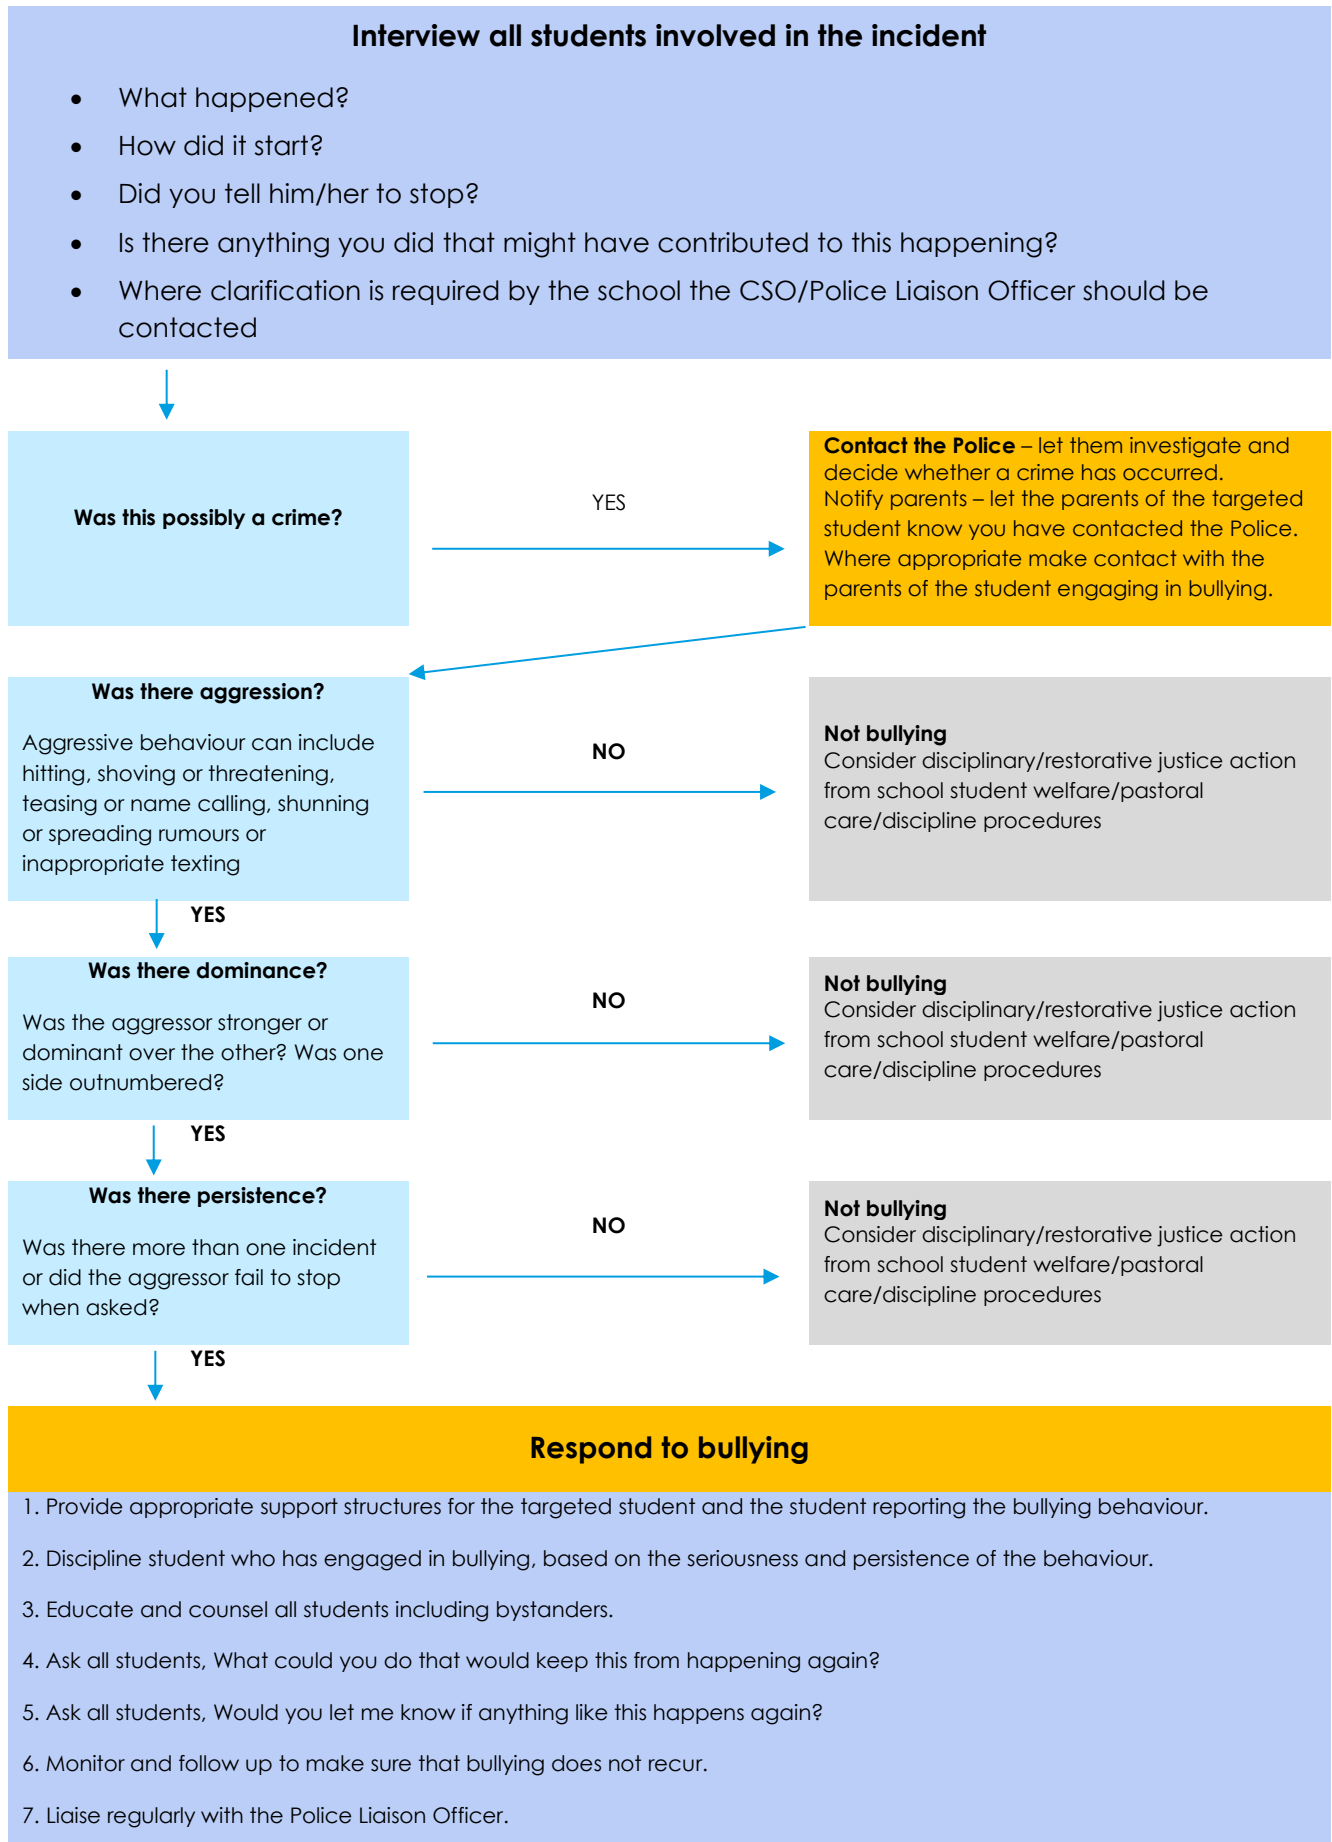 Interview all students involved in the incident
• What happened?
• How did it start?
• Did you tell him/her to stop?
• Is there anything you did that might have contributed to this happening?
• Where clarification is required by the school the CSO/Police Liaison Officer should be
contacted
Was this possibly a crime?
YES
Contact the Police – let them investigate and
decide whether a crime has occurred.
Notify parents – let the parents of the targeted
student know you have contacted the Police.
Where appropriate make contact with the
parents of the student engaging in bullying.
Was there aggression?
Aggressive behaviour can include
hitting, shoving or threatening,
teasing or name calling, shunning
or spreading rumours or
inappropriate texting
NO
Not bullying
Consider disciplinary/restorative justice action
from school student welfare/pastoral
care/discipline procedures
YES
Was there dominance?
Was the aggressor stronger or
dominant over the other? Was one
side outnumbered?
NO
Not bullying
Consider disciplinary/restorative justice action
from school student welfare/pastoral
care/discipline procedures
YES
Was there persistence?
Was there more than one incident
or did the aggressor fail to stop
when asked?
NO
Not bullying
Consider disciplinary/restorative justice action
from school student welfare/pastoral
care/discipline procedures
YES
Respond to bullying
1. Provide appropriate support structures for the targeted student and the student reporting the bullying behaviour.
2. Discipline student who has engaged in bullying, based on the seriousness and persistence of the behaviour.
3. Educate and counsel all students including bystanders.
4. Ask all students, What could you do that would keep this from happening again?
5. Ask all students, Would you let me know if anything like this happens again?
6. Monitor and follow up to make sure that bullying does not recur.
7. Liaise regularly with the Police Liaison Officer.